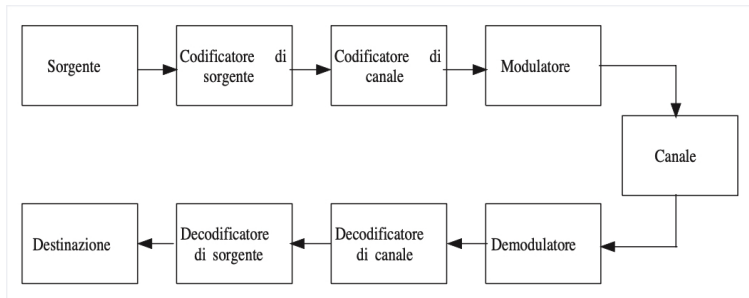 Sorgente
Codificatore di
sorgente
Codificatore di
canale
Modulatore
Canale
Destinazione
Decodificatore
di sorgente
Decodificatore
di canale
Demodulatore